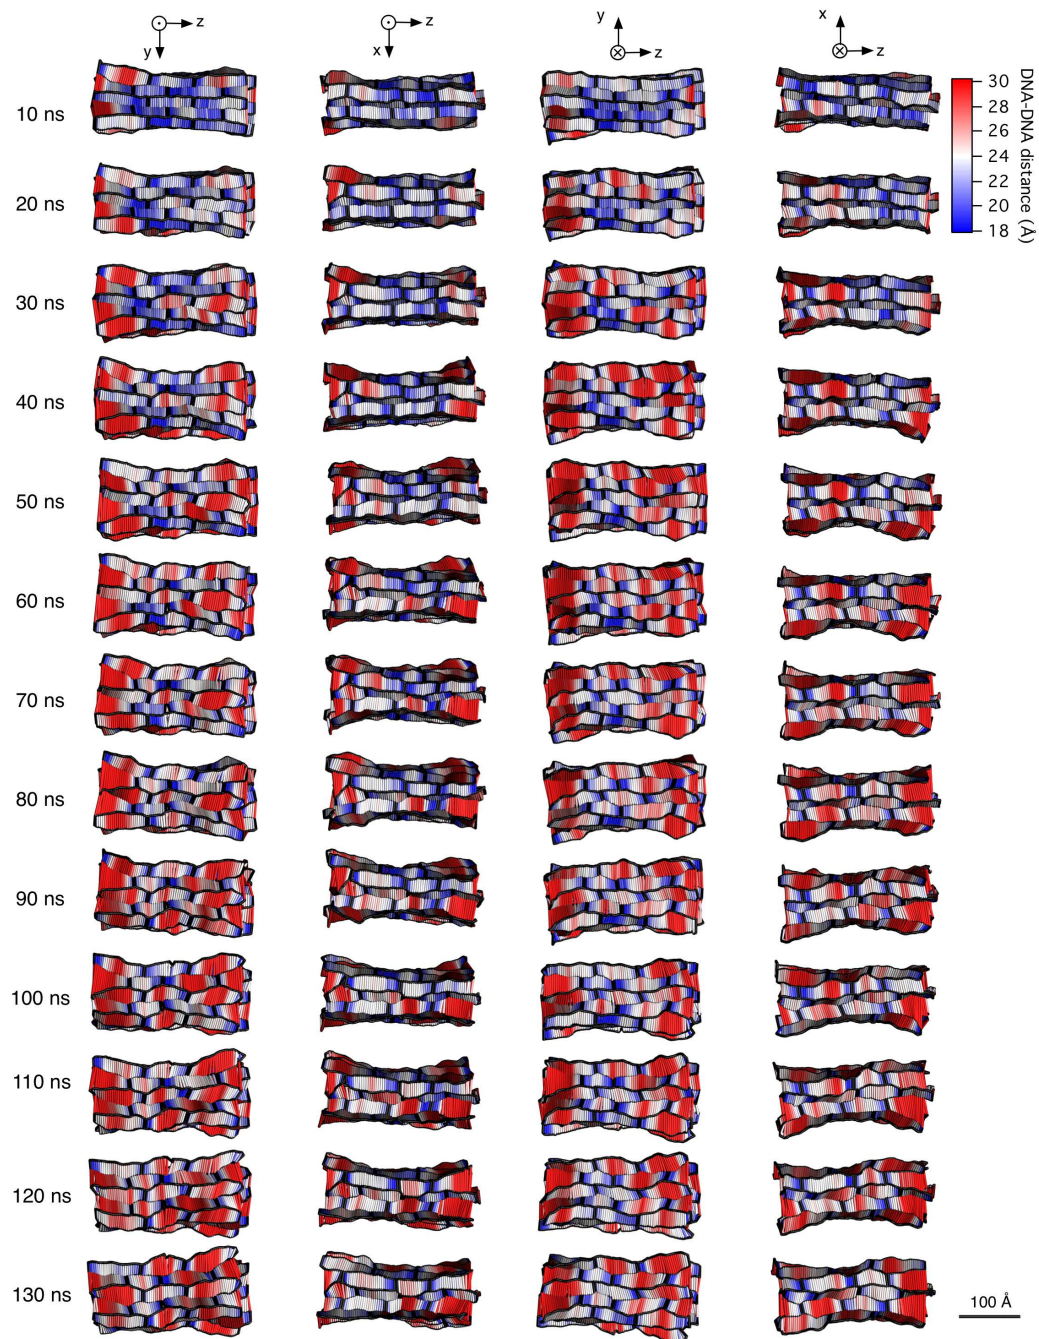 z
y
z
x
y
z
x
z
10 ns
20 ns
30 ns
40 ns
50 ns
60 ns
70 ns
80 ns
90 ns
100 ns
110 ns
120 ns
130 ns
30
28
26
24
22
20
18
DNA-DNA distance (Å)
100 Å